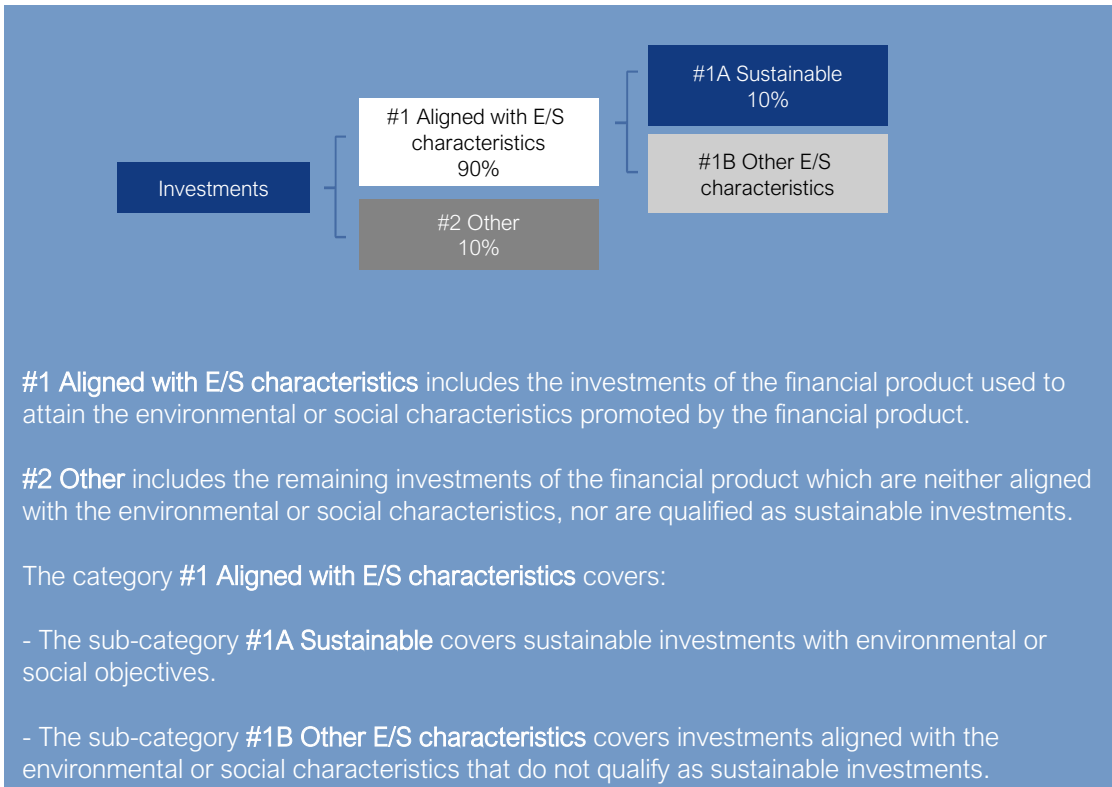 #1A Sustainable
10%
#1 Aligned with E/S
characteristics
90%
#1B Other E/S
characteristics
Investments
#2 Other
10%
#1 Aligned with E/S characteristics includes the investments of the financial product used to
attain the environmental or social characteristics promoted by the financial product.
#2 Other includes the remaining investments of the financial product which are neither aligned
with the environmental or social characteristics, nor are qualified as sustainable investments.
The category #1 Aligned with E/S characteristics covers:
- The sub-category #1A Sustainable covers sustainable investments with environmental or
social objectives.
- The sub-category #1B Other E/S characteristics covers investments aligned with the
environmental or social characteristics that do not qualify as sustainable investments.